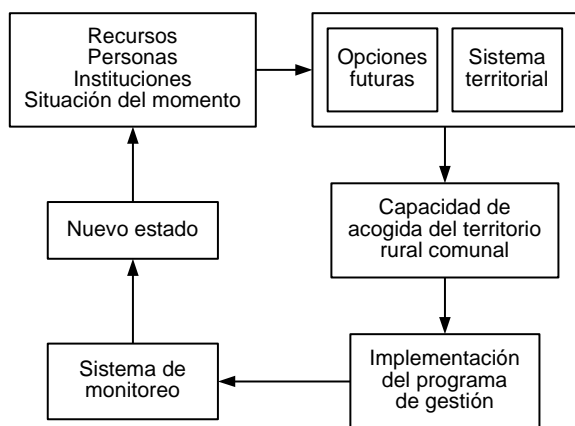 Recursos
Personas
Instituciones
Situación del momento
Opciones
futuras
Sistema
territorial
Capacidad de
acogida del territorio
rural comunal
Nuevo estado
Implementación
del programa
de gestión
Sistema de
monitoreo